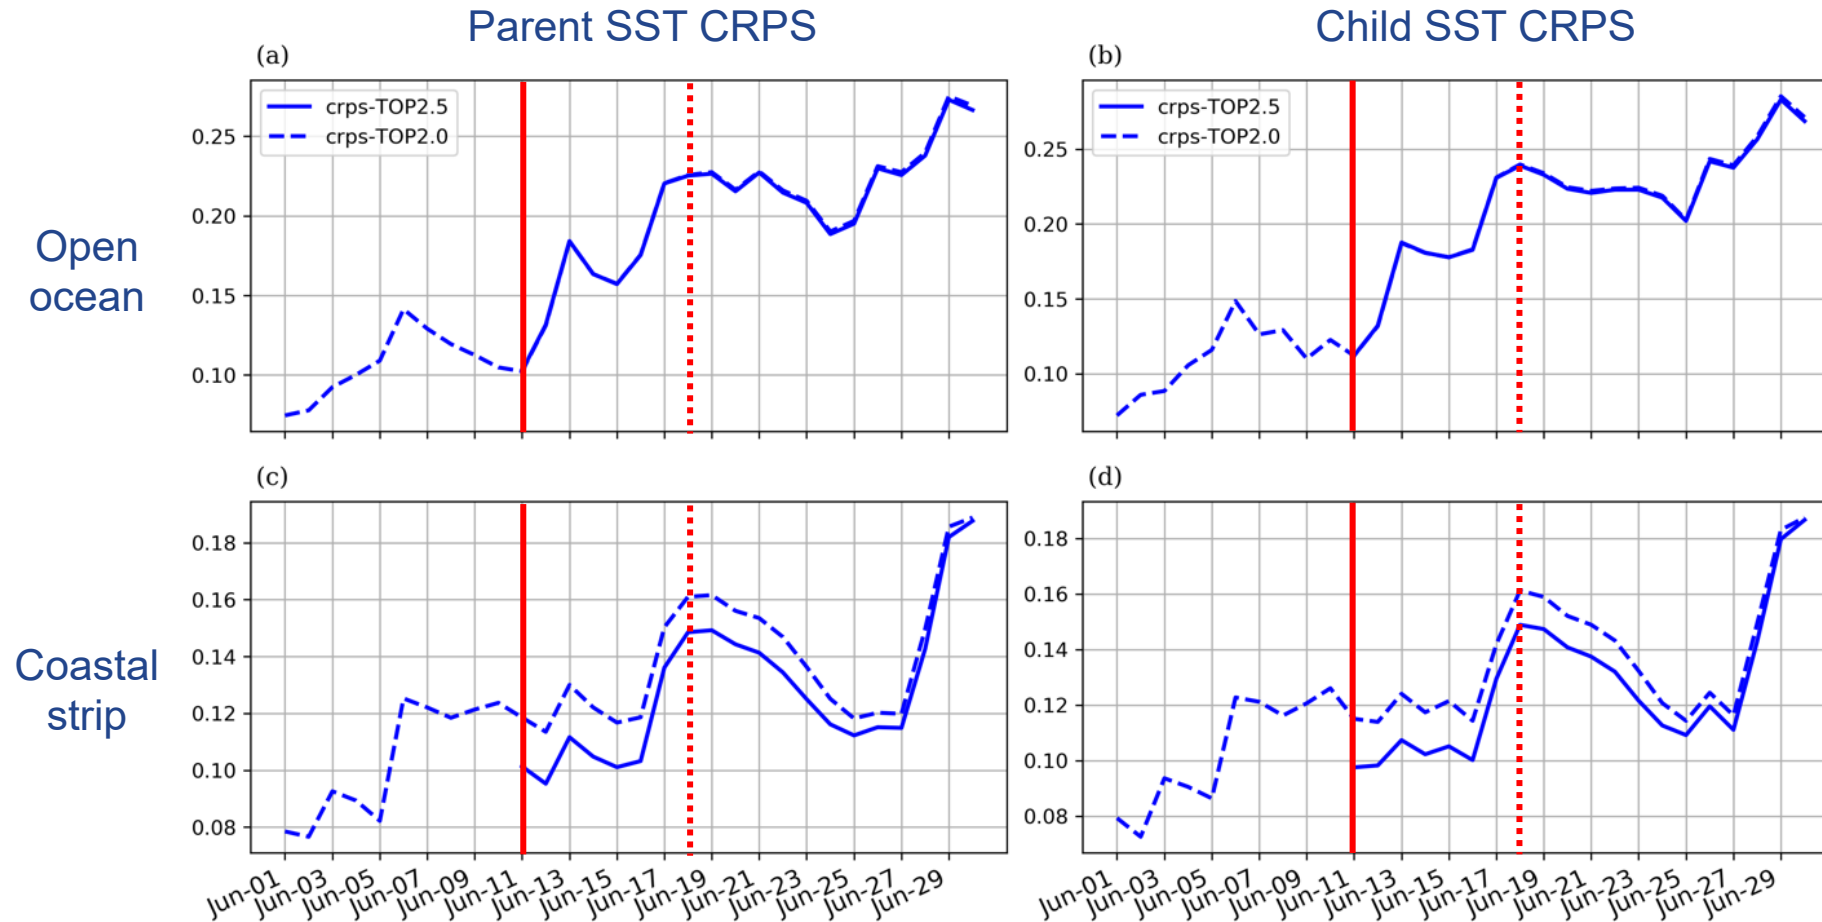 Parent SST CRPS
Child SST CRPS
(a)
(b)
crps-TOP2.5
crps-TOP2.0
crps-TOP2.5
crps-TOP2.0
0.25
0.20
0.15
0.10
0.25
0.20
0.15
0.10
Open
ocean
(c)
(d)
0.18
0.16
0.14
0.12
0.10
0.08
0.18
0.16
0.14
0.12
0.10
0.08
Coastal
strip
Jun-01
Jun-03
Jun-05
Jun-07
Jun-09
Jun-11
Jun-13
Jun-15
Jun-17
Jun-19
Jun-21
Jun-23
Jun-25
Jun-27
Jun-29
Jun-01
Jun-03
Jun-05
Jun-07
Jun-09
Jun-11
Jun-13
Jun-15
Jun-17
Jun-19
Jun-21
Jun-23
Jun-25
Jun-27
Jun-29